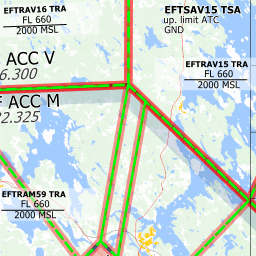 EFTRAV16 TRA
FL 660
2000 MSL
EFTSAV15 TSA
up. limit ATC
GND
ACC V
6.300
EFTRAV15 TRA
FL 660
2000 MSL
F ACC M
2.325
EFTRAM59 TRA
FL 660
2000 MSL